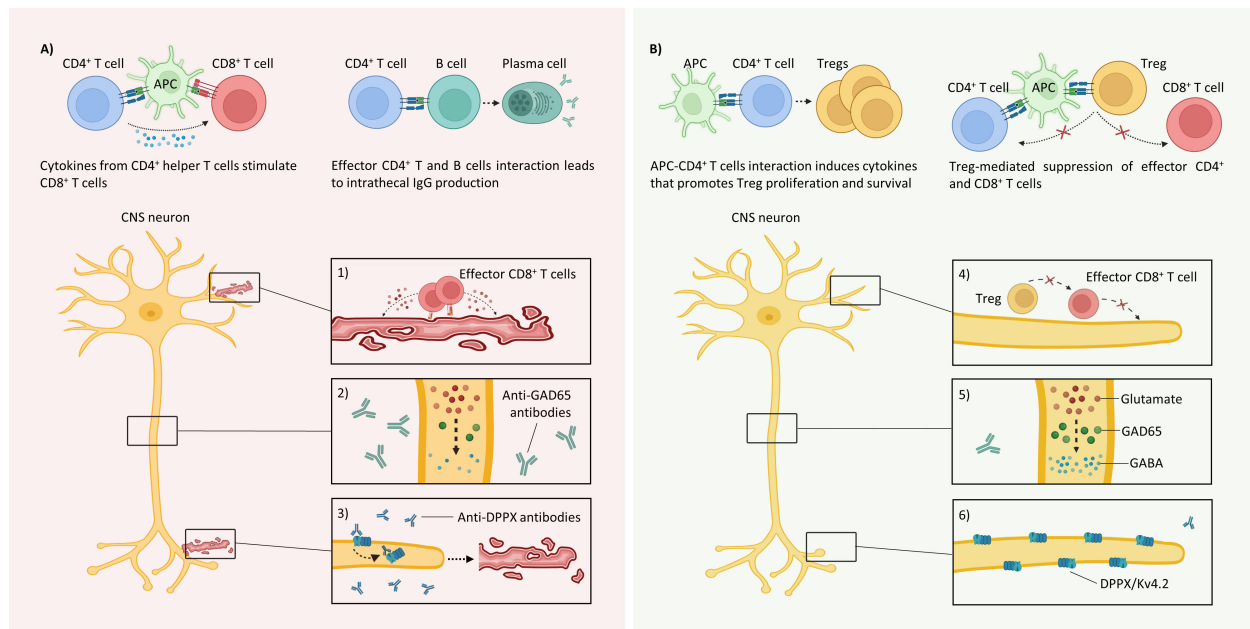 A)
CD4⁺ T cell
APC
CD8⁺ T cell
Cytokines from CD4⁺ helper T cells stimulate
CD8⁺ T cells
CD4⁺ T cell
B cell
Plasma cell
Effector CD4⁺ T and B cells interaction leads
to intrathecal IgG production
CNS neuron
1)
Effector CD8⁺ T cells
2)
Anti-GAD65
antibodies
3)
Anti-DPPX antibodies
B)
APC
CD4⁺ T cell
Tregs
APC-CD4⁺ T cells interaction induces cytokines
that promotes Treg proliferation and survival
CD4⁺ T cell
APC
Treg
CD8⁺ T cell
Treg-mediated suppression of effector CD4⁺
and CD8⁺ T cells
CNS neuron
4)
Treg
Effector CD8⁺ T cell
5)
Glutamate
GAD65
GABA
6)
DPPX/Kv4.2